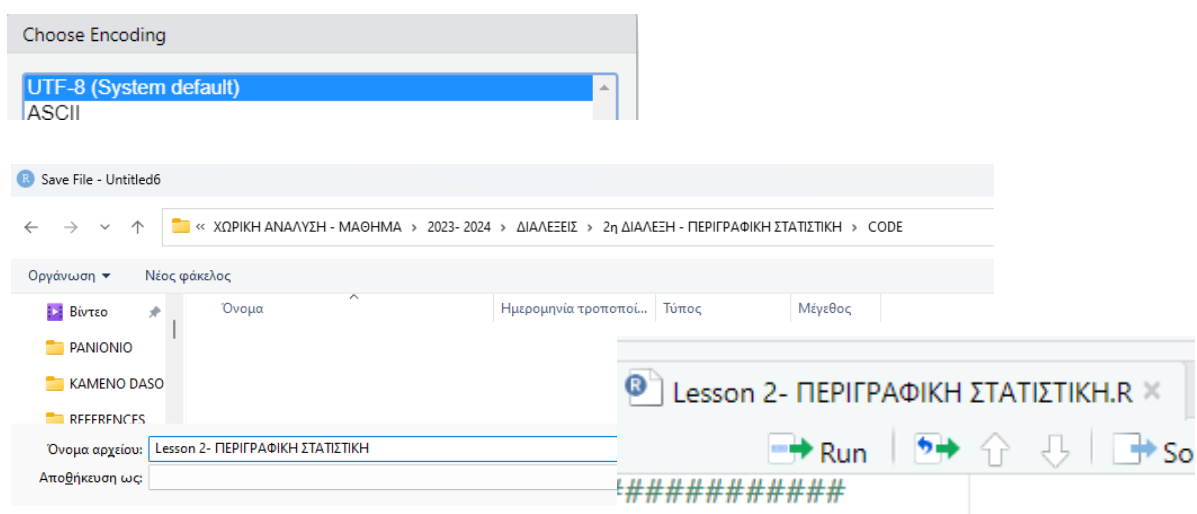 Choose Encoding
UTF-8 (System default)
ASCII
R Save File - Untitled6
« ΧΩΡΙΚΗ ΑΝΑΛΥΣΗ - ΜΑΘΗΜΑ > 2023- 2024 > ΔΙΑΛΕΞΕΙΣ > 2η ΔΙΑΛΕΞΗ - ΠΕΡΙΓΡΑΦΙΚΗ ΣΤΑΤΙΣΤΙΚΗ > CODE
Οργάνωση Νέος φάκελος
Βίντεο Όνομα Ημερομηνία τροποποί... Τύπος Μέγεθος
PANIONIO
KAMENO DASO
REFERENCES
Όνομα αρχείου: Lesson 2- ΠΕΡΙΓΡΑΦΙΚΗ ΣΤΑΤΙΣΤΙΚΗ
Αποθήκευση ως:
R Lesson 2- ΠΕΡΙΓΡΑΦΙΚΗ ΣΤΑΤΙΣΤΙΚΗ.R ×
Run So
############